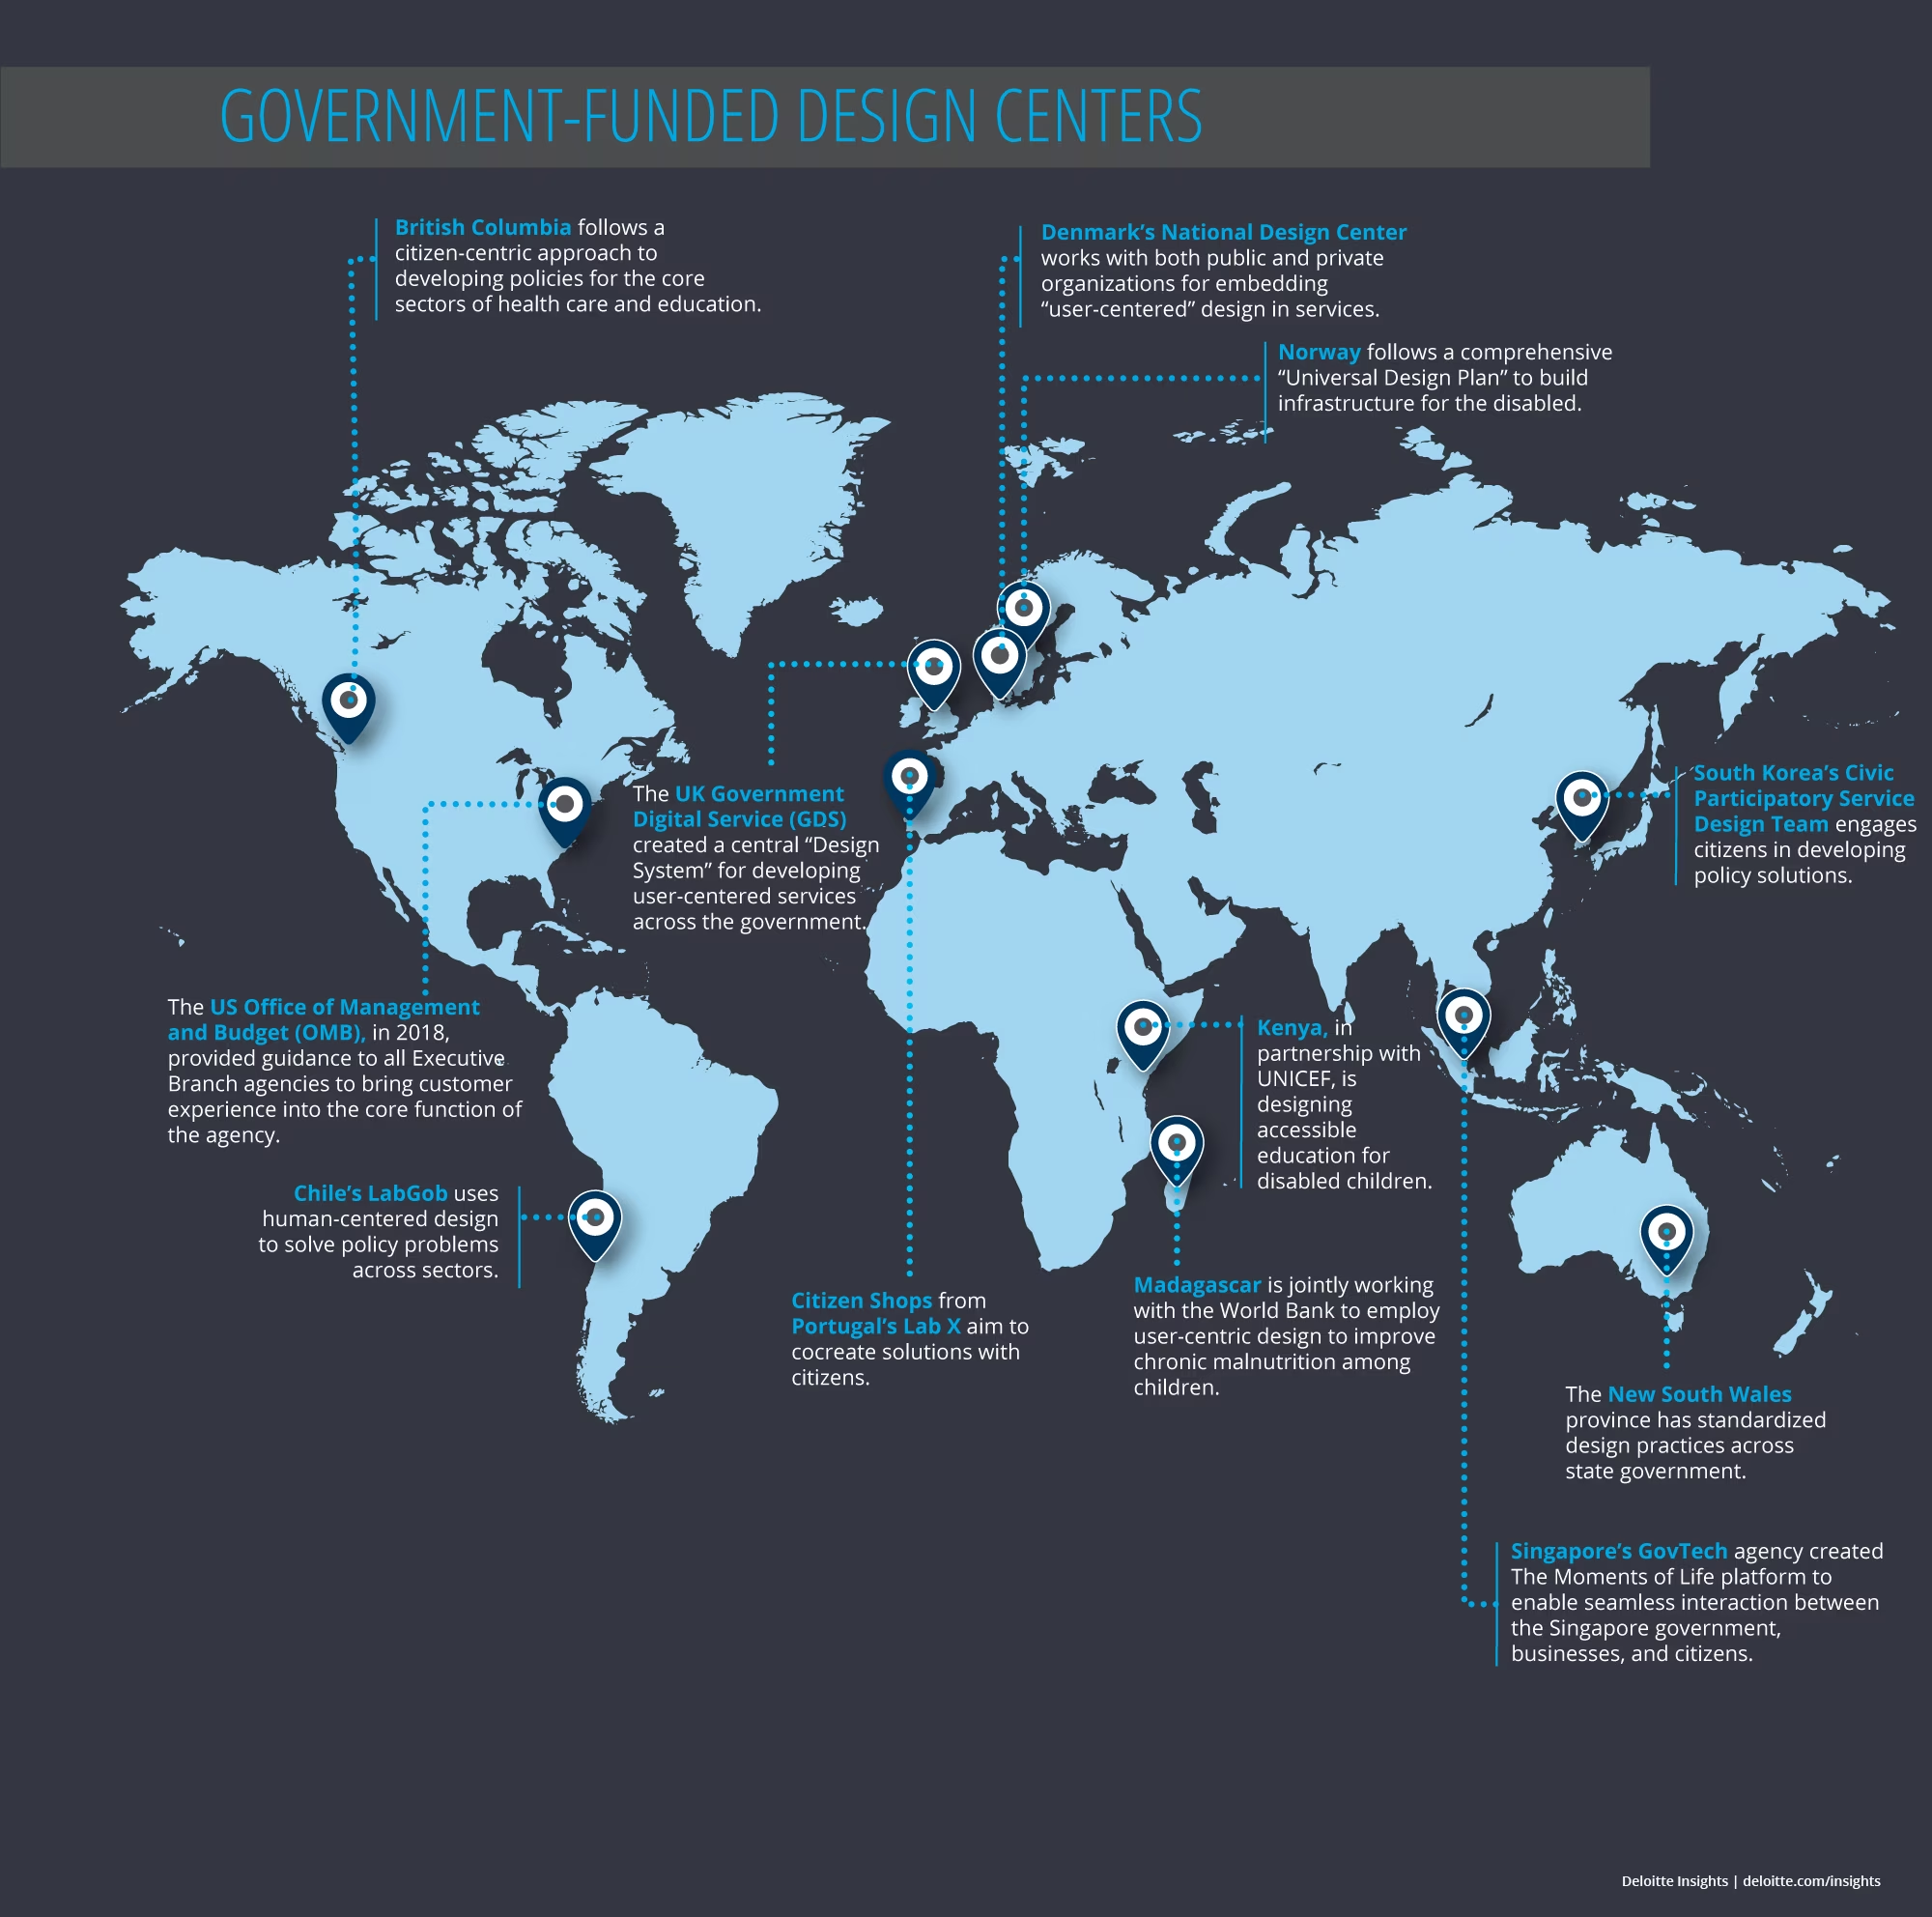 GOVERNMENT-FUNDED DESIGN CENTERS
British Columbia follows a
citizen-centric approach to
developing policies for the core
sectors of health care and education.
Denmark’s National Design Center
works with both public and private
organizations for embedding
“user-centered” design in services.
Norway follows a comprehensive
“Universal Design Plan” to build
infrastructure for the disabled.
The UK Government
Digital Service (GDS)
created a central “Design
System” for developing
user-centered services
across the government.
South Korea’s Civic
Participatory Service
Design Team engages
citizens in developing
policy solutions.
The US Office of Management
and Budget (OMB), in 2018,
provided guidance to all Executive
Branch agencies to bring customer
experience into the core function of
the agency.
Kenya, in
partnership with
UNICEF, is
designing
accessible
education for
disabled children.
Chile’s LabGob uses
human-centered design
to solve policy problems
across sectors.
Citizen Shops from
Portugal’s Lab X aim to
cocreate solutions with
citizens.
Madagascar is jointly working
with the World Bank to employ
user-centric design to improve
chronic malnutrition among
children.
The New South Wales
province has standardized
design practices across
state government.
Singapore’s GovTech agency created
The Moments of Life platform to
enable seamless interaction between
the Singapore government,
businesses, and citizens.
Deloitte Insights | deloitte.com/insights